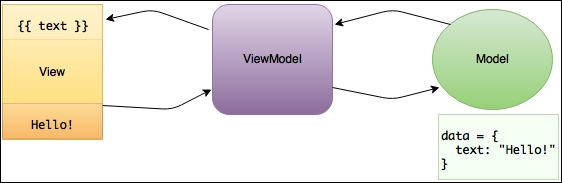 {{ text }}
View
Hello!
ViewModel
Model
data = {
  text: "Hello!"
}